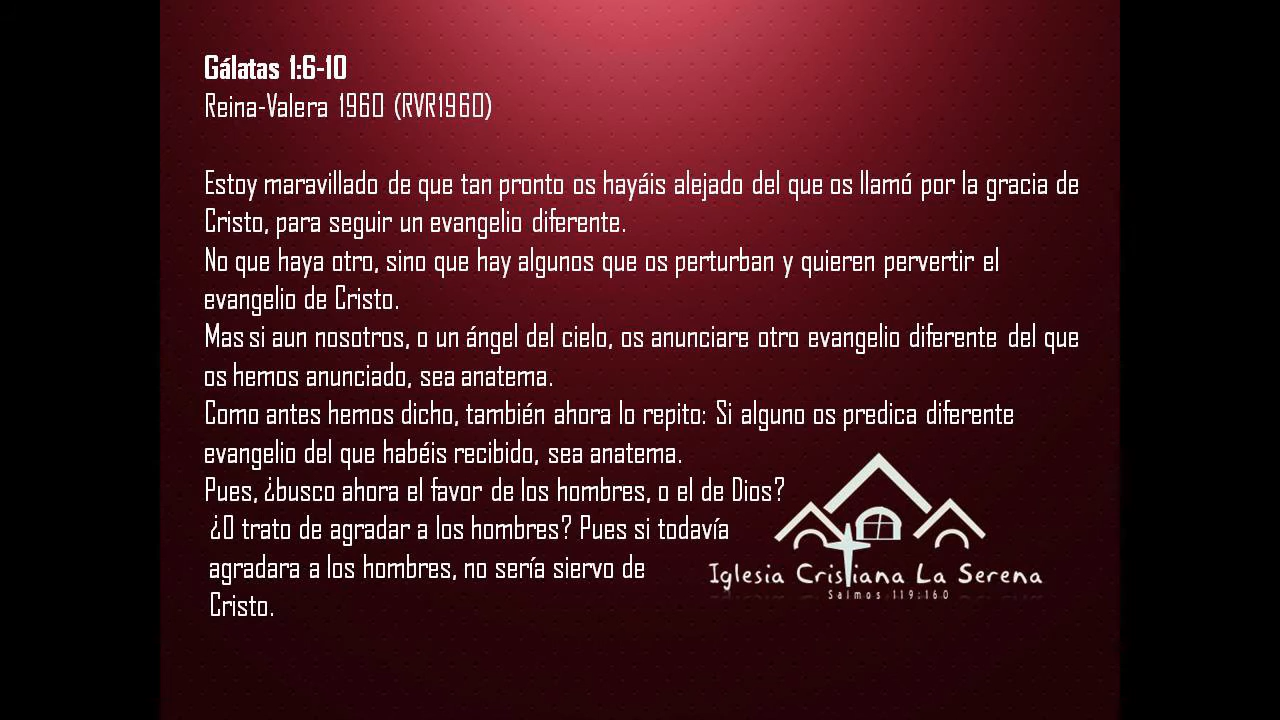 Gálatas 1:6-10
Reina-Valera 1960 (RVR1960)
Estoy maravillado de que tan pronto os hayáis alejado del que os llamó por la gracia de
Cristo, para seguir un evangelio diferente.
No que haya otro, sino que hay algunos que os perturban y quieren pervertir el
evangelio de Cristo.
Mas si aun nosotros, o un ángel del cielo, os anunciare otro evangelio diferente del que
os hemos anunciado, sea anatema.
Como antes hemos dicho, también ahora lo repito: Si alguno os predica diferente
evangelio del que habéis recibido, sea anatema.
Pues, ¿busco ahora el favor de los hombres, o el de Dios?
¿O trato de agradar a los hombres? Pues si todavía
agradara a los hombres, no sería siervo de
Cristo.
Iglesia Cristiana La Serena
Salmos 119:160